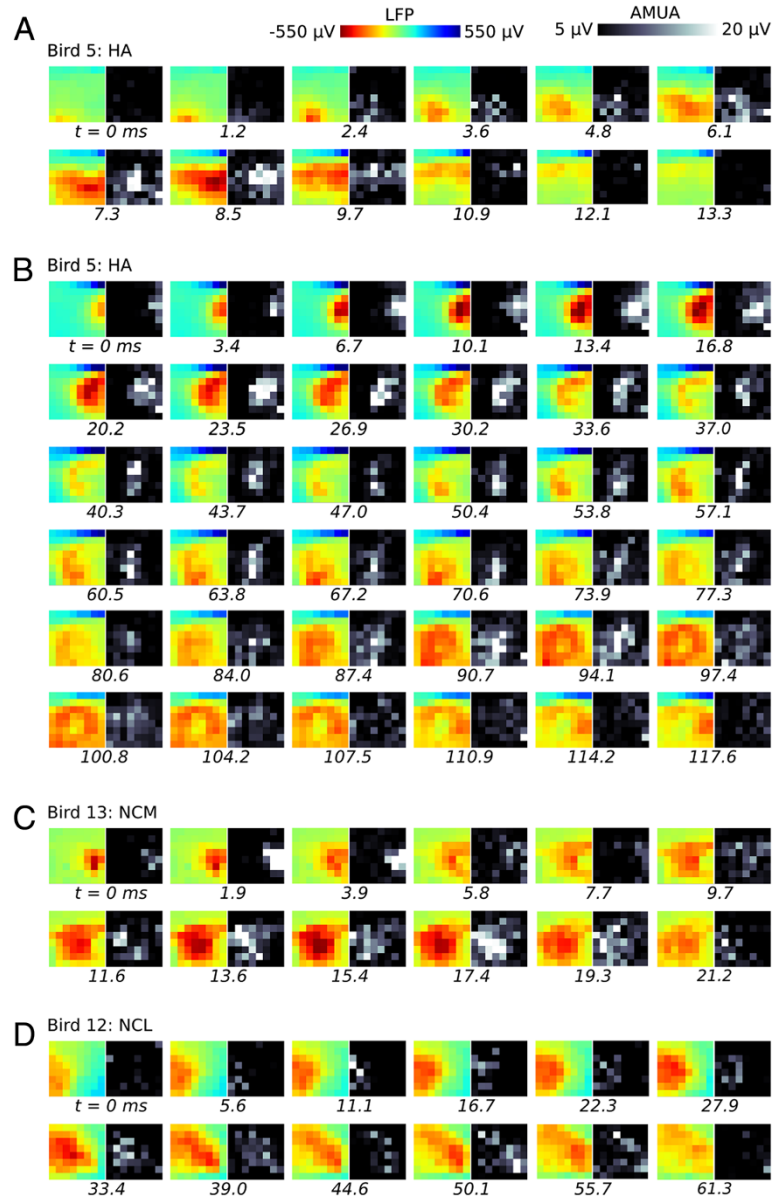 LFP AMUA
A -550 µV 550 µV 5 µV 20 µV
Bird 5: HA
t = 0 ms 1.2 2.4 3.6 4.8 6.1
7.3 8.5 9.7 10.9 12.1 13.3
B Bird 5: HA
t = 0 ms 3.4 6.7 10.1 13.4 16.8
20.2 23.5 26.9 30.2 33.6 37.0
40.3 43.7 47.0 50.4 53.8 57.1
60.5 63.8 67.2 70.6 73.9 77.3
80.6 84.0 87.4 90.7 94.1 97.4
100.8 104.2 107.5 110.9 114.2 117.6
C Bird 13: NCM
t = 0 ms 1.9 3.9 5.8 7.7 9.7
11.6 13.6 15.4 17.4 19.3 21.2
D Bird 12: NCL
t = 0 ms 5.6 11.1 16.7 22.3 27.9
33.4 39.0 44.6 50.1 55.7 61.3